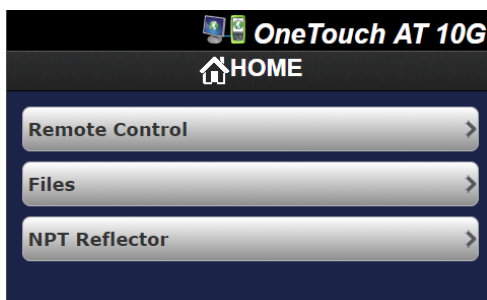 OneTouch AT 10G
HOME
Remote Control
Files
NPT Reflector